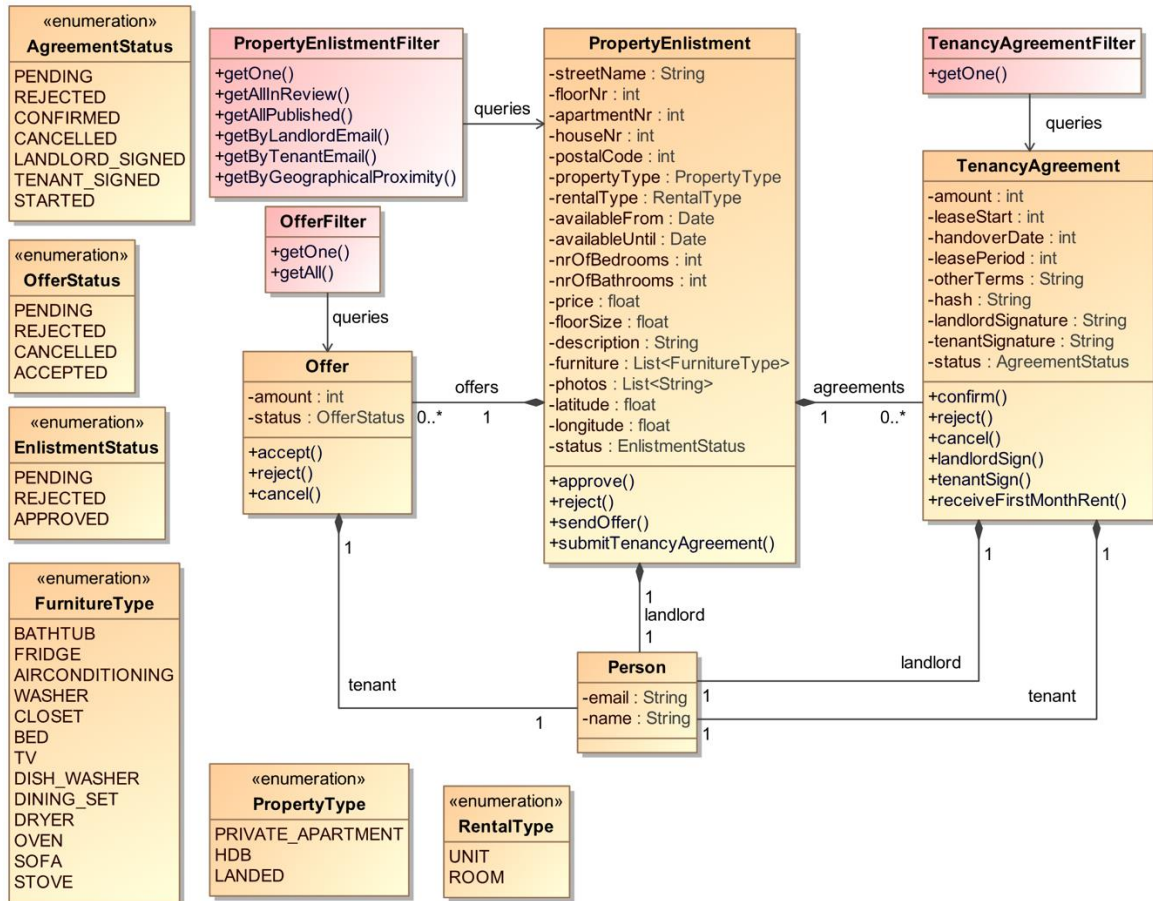 «enumeration»
AgreementStatus
PENDING
REJECTED
CONFIRMED
CANCELLED
LANDLORD_SIGNED
TENANT_SIGNED
STARTED
PropertyEnlistmentFilter
+getOne()
+getAllInReview()
+getAllPublished()
+getByLandlordEmail()
+getByTenantEmail()
+getByGeographicalProximity()
queries
PropertyEnlistment
-streetName : String
-floorNr : int
-apartmentNr : int
-houseNr : int
-postalCode : int
-propertyType : PropertyType
-rentalType : RentalType
-availableFrom : Date
-availableUntil : Date
-nrOfBedrooms : int
-nrOfBathrooms : int
-price : float
-floorSize : float
-description : String
-furniture : List<FurnitureType>
-photos : List<String>
-latitude : float
-longitude : float
-status : EnlistmentStatus
+approve()
+reject()
+sendOffer()
+submitTenancyAgreement()
TenancyAgreementFilter
+getOne()
queries
TenancyAgreement
-amount : int
-leaseStart : int
-handoverDate : int
-leasePeriod : int
-otherTerms : String
-hash : String
-landlordSignature : String
-tenantSignature : String
-status : AgreementStatus
+confirm()
+reject()
+cancel()
+landlordSign()
+tenantSign()
+receiveFirstMonthRent()
OfferFilter
+getOne()
+getAll()
queries
«enumeration»
OfferStatus
PENDING
REJECTED
CANCELLED
ACCEPTED
Offer
-amount : int
-status : OfferStatus
+accept()
+reject()
+cancel()
offers
0..*
1
agreements
1
0..*
«enumeration»
EnlistmentStatus
PENDING
REJECTED
APPROVED
1
tenant
1
1
landlord
1
1
landlord
1
1
tenant
1
Person
-email : String
-name : String
«enumeration»
FurnitureType
BATHTUB
FRIDGE
AIRCONDITIONING
WASHER
CLOSET
BED
TV
DISH_WASHER
DINING_SET
DRYER
OVEN
SOFA
STOVE
«enumeration»
PropertyType
PRIVATE_APARTMENT
HDB
LANDED
«enumeration»
RentalType
UNIT
ROOM